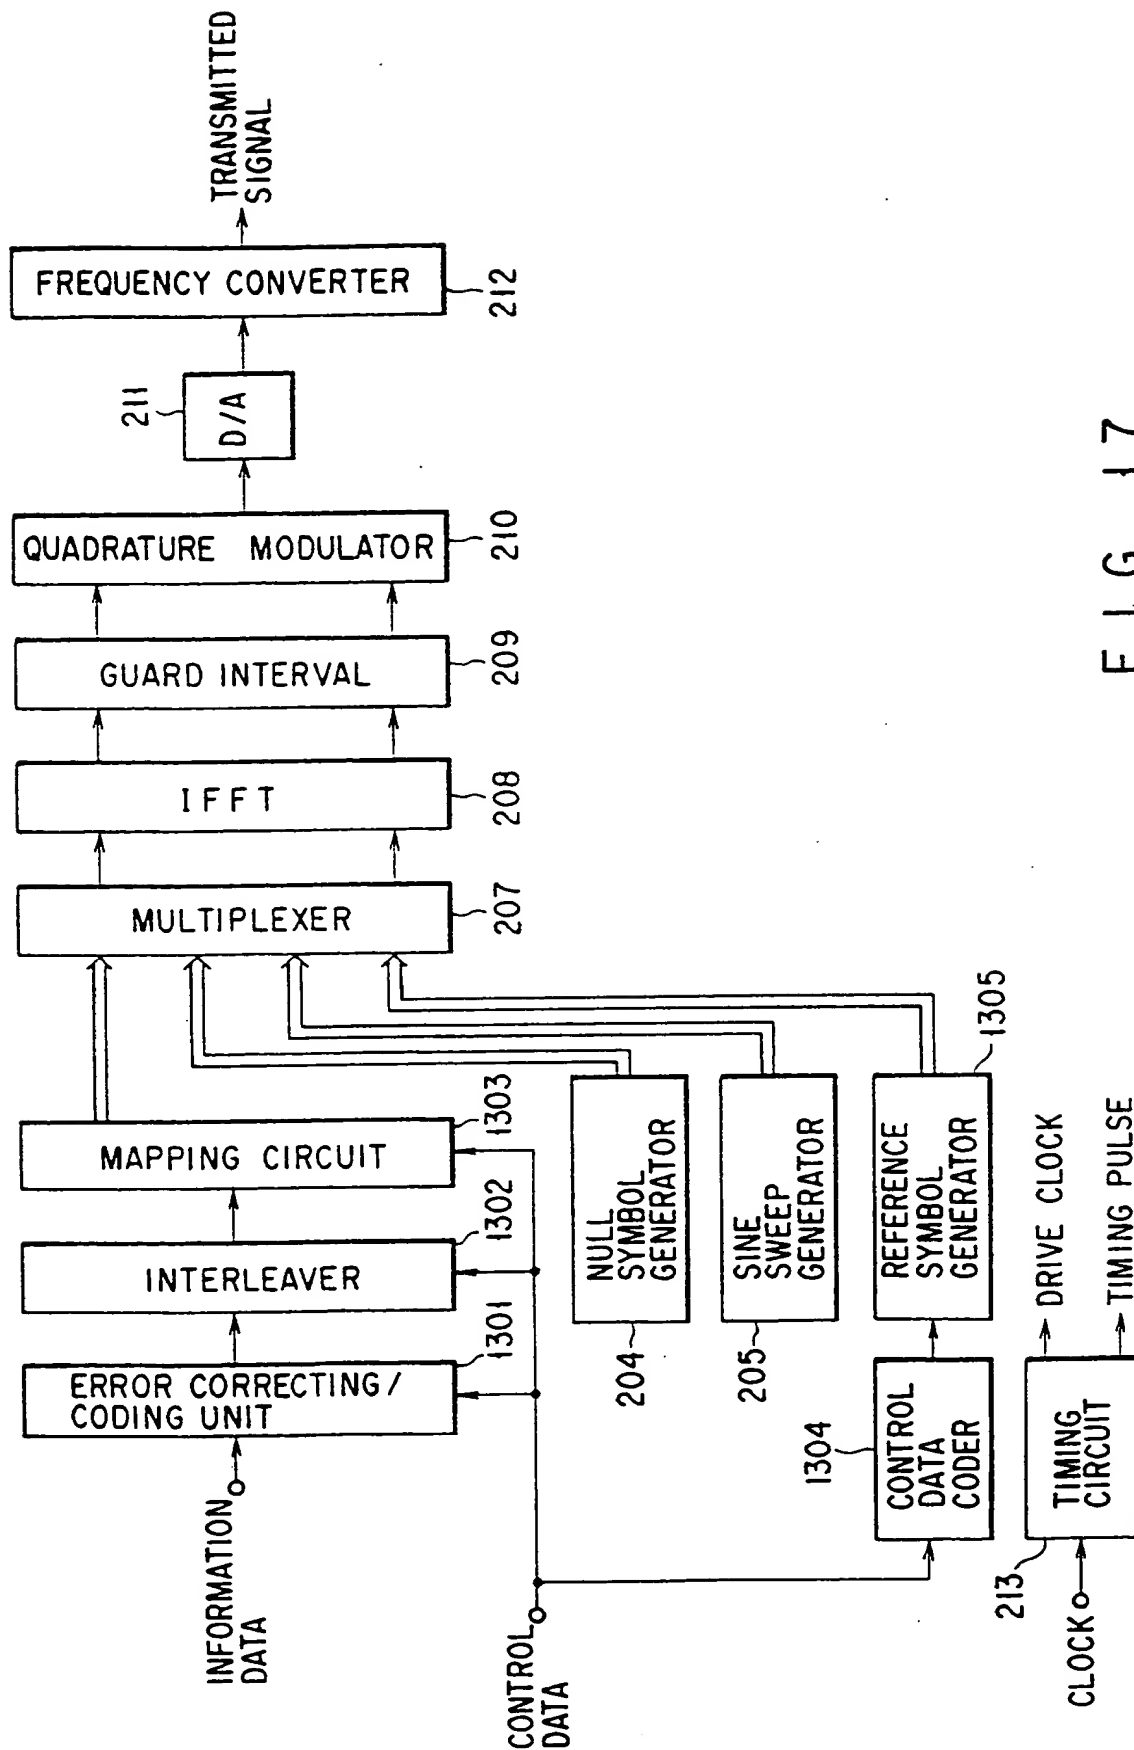 INFORMATION
DATA
ERROR CORRECTING/
CODING UNIT
1301
INTERLEAVER
1302
MAPPING CIRCUIT
1303
MULTIPLEXER
207
IFFT
208
GUARD INTERVAL
209
QUADRATURE MODULATOR
210
D/A
211
FREQUENCY CONVERTER
212
TRANSMITTED
SIGNAL
CONTROL
DATA
NULL
SYMBOL
GENERATOR
204
SINE
SWEEP
GENERATOR
205
CONTROL
DATA
CODER
1304
REFERENCE
SYMBOL
GENERATOR
1305
CLOCK
TIMING
CIRCUIT
213
DRIVE CLOCK
TIMING PULSE
FIG. 17